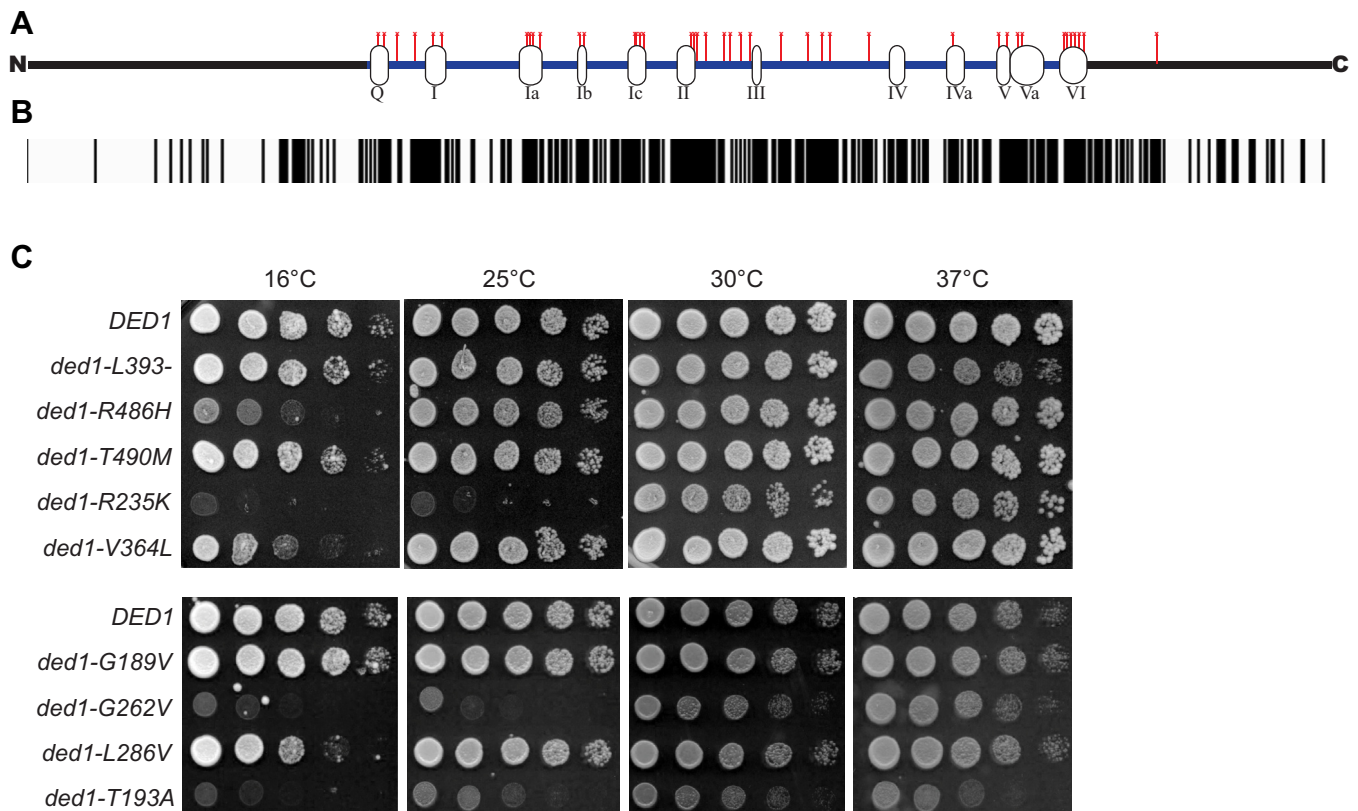 A
N C
Q I Ia Ib Ic II III IV IVa V Va VI
B
C
16°C 25°C 30°C 37°C
DED1
ded1-L393-
ded1-R486H
ded1-T490M
ded1-R235K
ded1-V364L
DED1
ded1-G189V
ded1-G262V
ded1-L286V
ded1-T193A